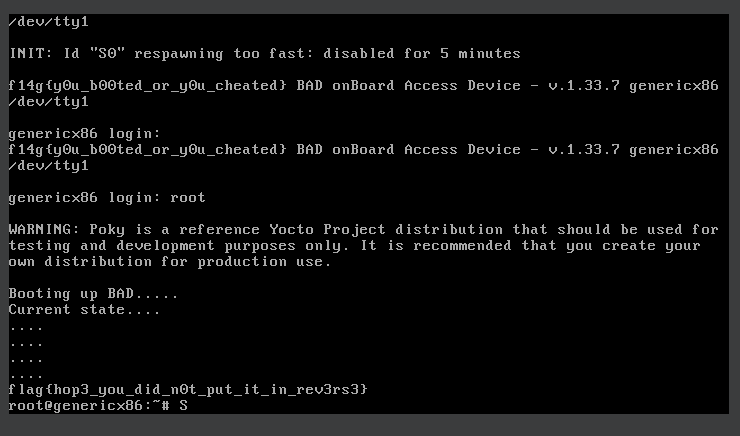 /dev/tty1
INIT: Id "S0" respawning too fast: disabled for 5 minutes
f14g{y0u_b00ted_or_y0u_cheated} BAD onBoard Access Device - v.1.33.7 genericx86
/dev/tty1
genericx86 login:
f14g{y0u_b00ted_or_y0u_cheated} BAD onBoard Access Device - v.1.33.7 genericx86
/dev/tty1
genericx86 login: root
WARNING: Poky is a reference Yocto Project distribution that should be used for
testing and development purposes only. It is recommended that you create your
own distribution for production use.
Booting up BAD.....
Current state....
....
....
....
....
flag{hop3_you_did_n0t_put_it_in_rev3rs3}
root@genericx86:~# S